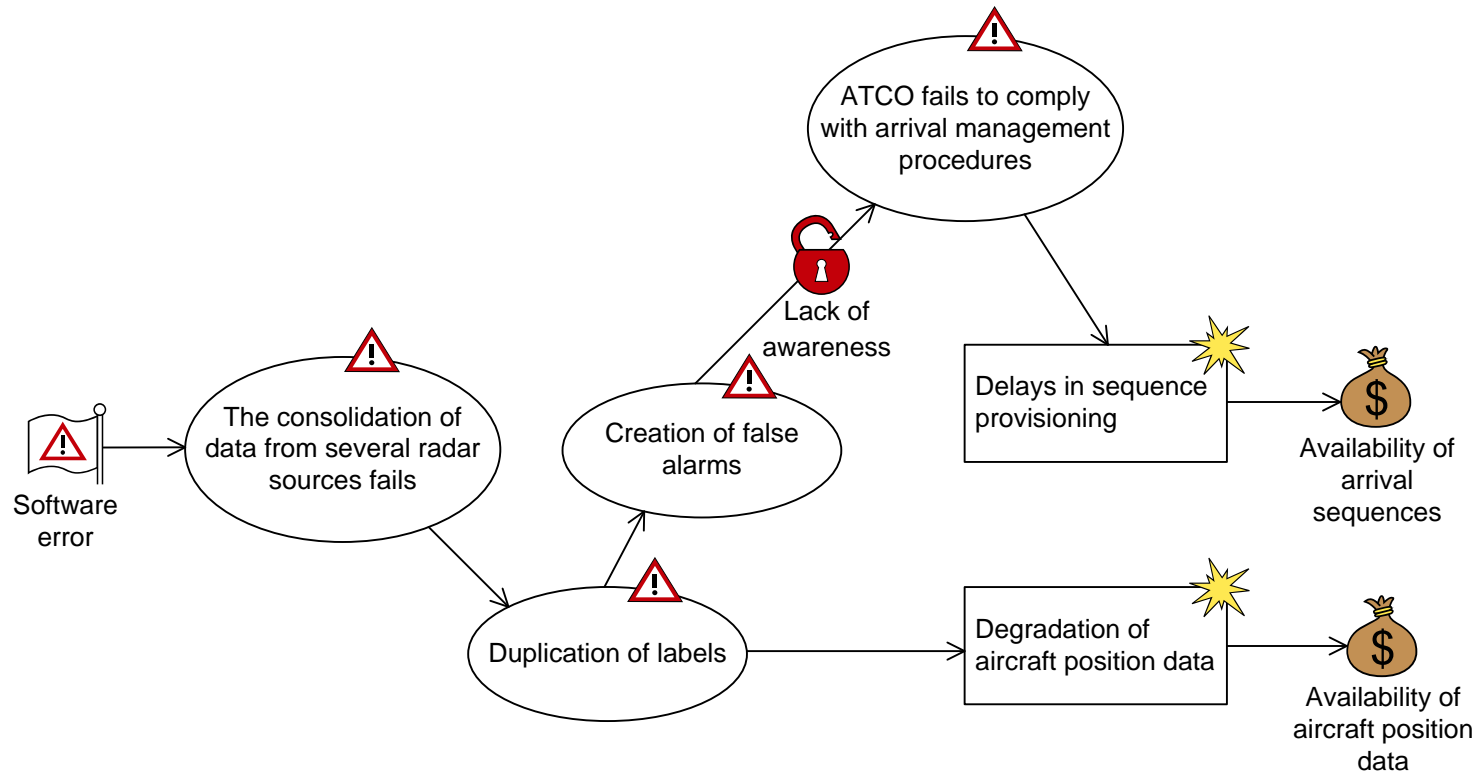 ATCO fails to comply
with arrival management
procedures
Lack of
awareness
Delays in sequence
provisioning
$
Availability of
arrival
sequences
The consolidation of
data from several radar
sources fails
Creation of false
alarms
Software
error
Duplication of labels
Degradation of
aircraft position data
$
Availability of
aircraft position
data